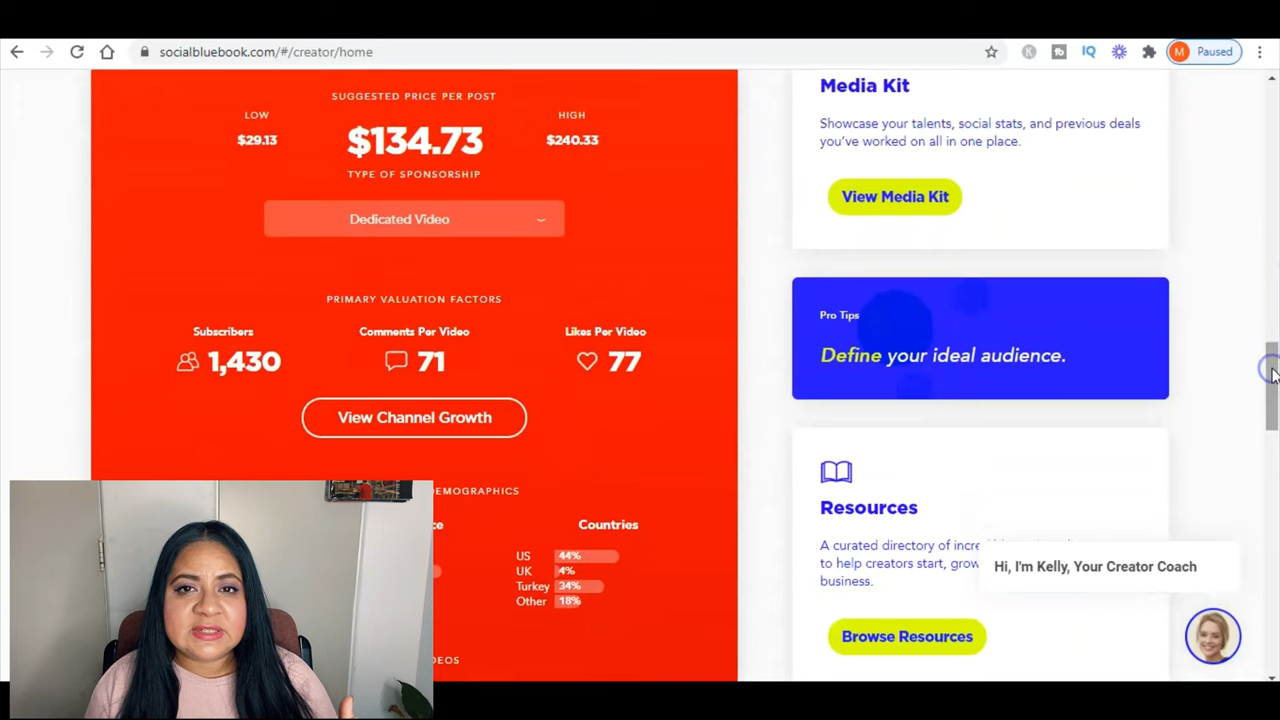 socialbluebook.com/#/creator/home
Paused
SUGGESTED PRICE PER POST
LOW
HIGH
$29.13
$134.73
$240.33
TYPE OF SPONSORSHIP
Dedicated Video
PRIMARY VALUATION FACTORS
Subscribers
Comments Per Video
Likes Per Video
1,430
71
77
View Channel Growth
DEMOGRAPHICS
ce
Countries
US
44%
UK
4%
Turkey
34%
Other
18%
EOS
Media Kit
Showcase your talents, social stats, and previous deals
you've worked on all in one place.
View Media Kit
Pro Tips
Define your ideal audience.
Resources
A curated directory of incre
to help creators start, grow
business.
Browse Resources
Hi, I'm Kelly, Your Creator Coach